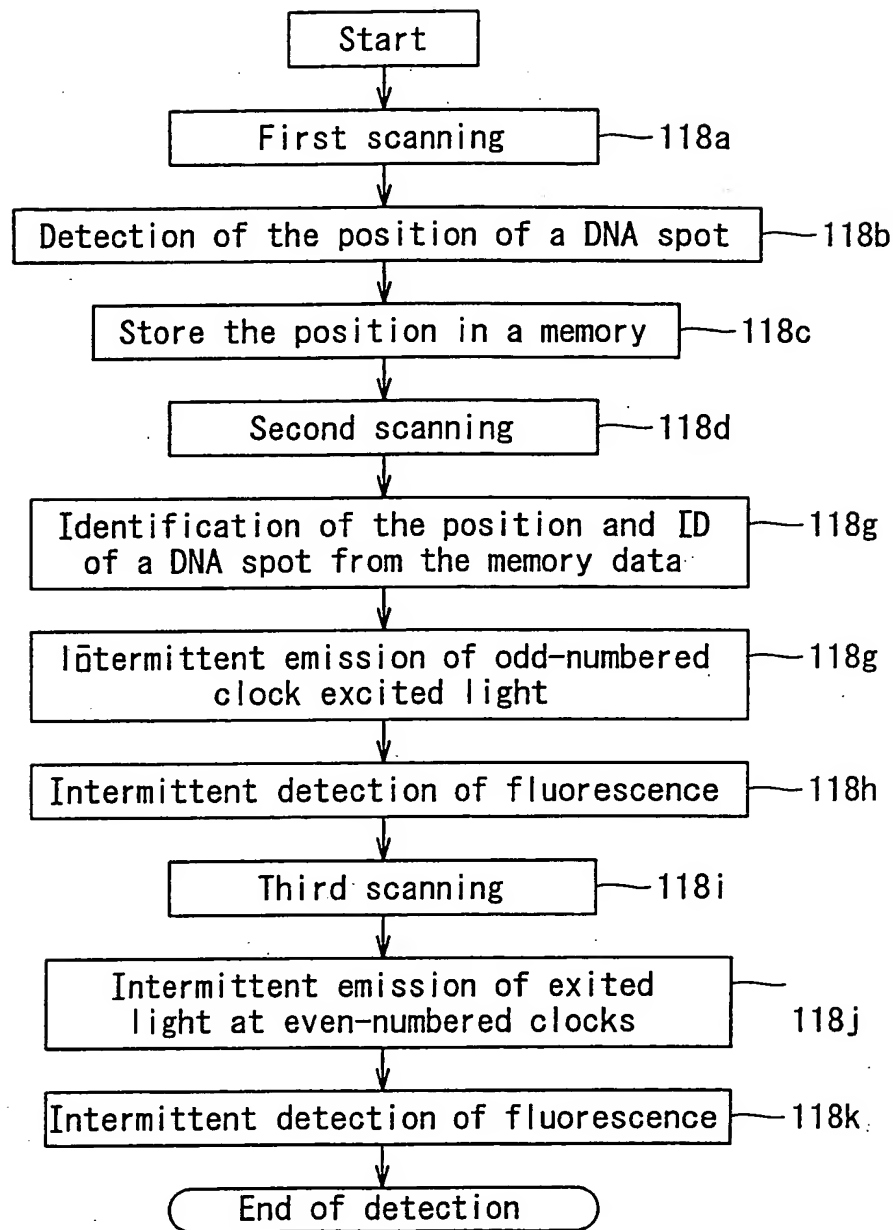 Start
First scanning 118a
Detection of the position of a DNA spot 118b
Store the position in a memory 118c
Second scanning 118d
Identification of the position and ID 118g
of a DNA spot from the memory data
Intermittent emission of odd-numbered 118g
clock excited light
Intermittent detection of fluorescence 118h
Third scanning 118i
Intermittent emission of exited
light at even-numbered clocks 118j
Intermittent detection of fluorescence 118k
End of detection